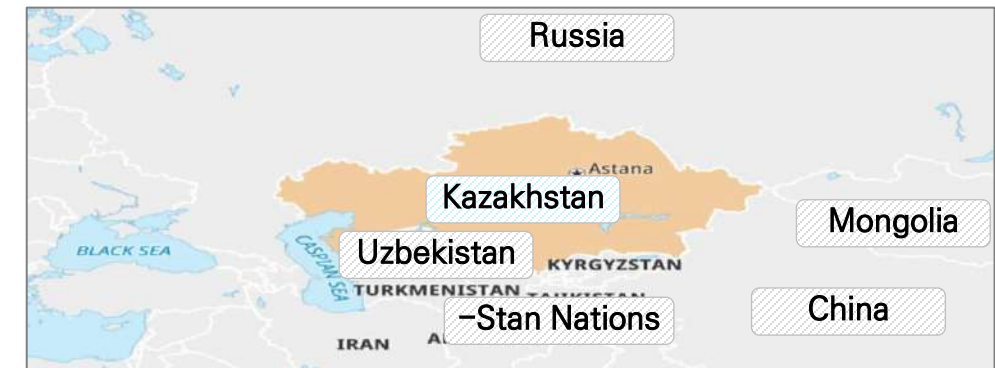 Russia
Astana
Kazakhstan
Mongolia
BLACK SEA
CASPIAN SEA
Uzbekistan
KYRGYZSTAN
TURKMENISTAN
-Stan Nations
China
IRAN